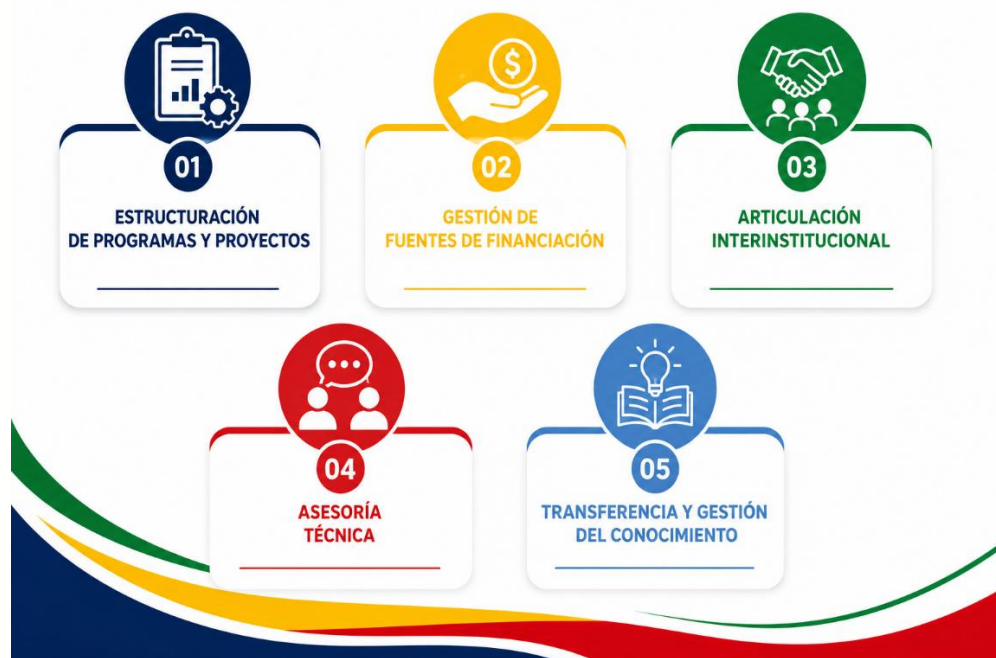 01
ESTRUCTURACIÓN
DE PROGRAMAS Y PROYECTOS
$
02
GESTIÓN DE
FUENTES DE FINANCIACIÓN
03
ARTICULACIÓN
INTERINSTITUCIONAL
04
ASESORÍA
TÉCNICA
05
TRANSFERENCIA Y GESTIÓN
DEL CONOCIMIENTO